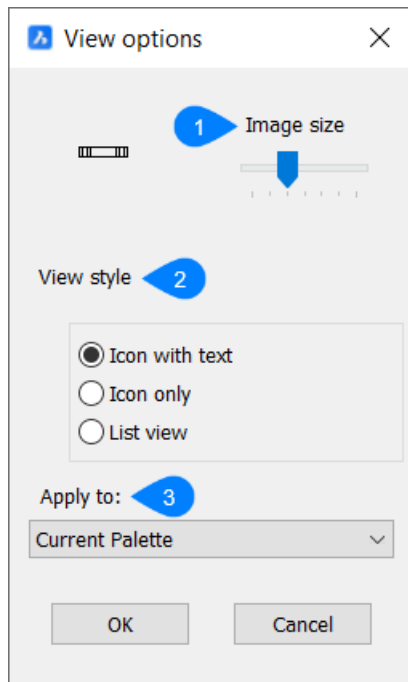 View options
1
Image size
View style
2
Icon with text
Icon only
List view
Apply to:
3
Current Palette
OK
Cancel